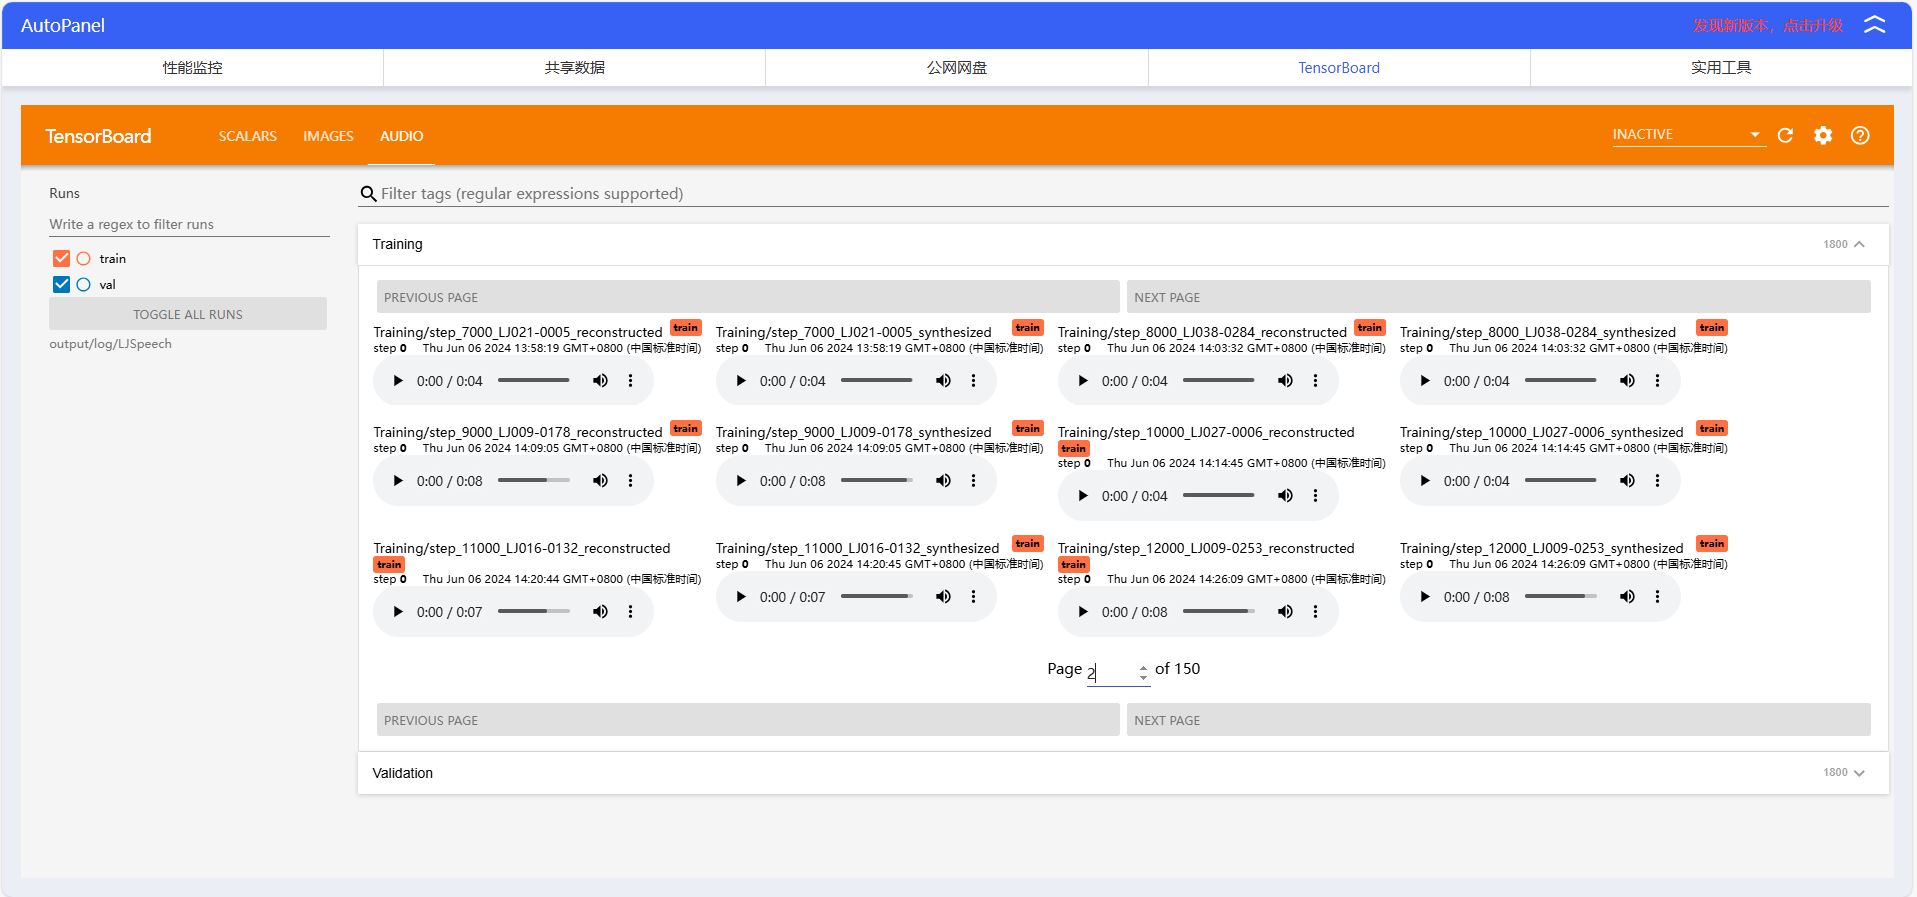 AutoPanel
发现新版本，点击升级
性能监控
共享数据
公网网盘
TensorBoard
实用工具
TensorBoard
SCALARS
IMAGES
AUDIO
INACTIVE
Runs
Write a regex to filter runs
train
val
TOGGLE ALL RUNS
output/log/LJSpeech
Filter tags (regular expressions supported)
Training
1800
PREVIOUS PAGE
NEXT PAGE
Training/step_7000_LJ021-0005_reconstructed train
step 0 Thu Jun 06 2024 13:58:19 GMT+0800 (中国标准时间)
0:00 / 0:04
Training/step_7000_LJ021-0005_synthesized train
step 0 Thu Jun 06 2024 13:58:19 GMT+0800 (中国标准时间)
0:00 / 0:04
Training/step_8000_LJ038-0284_reconstructed train
step 0 Thu Jun 06 2024 14:03:32 GMT+0800 (中国标准时间)
0:00 / 0:04
Training/step_8000_LJ038-0284_synthesized train
step 0 Thu Jun 06 2024 14:03:32 GMT+0800 (中国标准时间)
0:00 / 0:04
Training/step_9000_LJ009-0178_reconstructed train
step 0 Thu Jun 06 2024 14:09:05 GMT+0800 (中国标准时间)
0:00 / 0:08
Training/step_9000_LJ009-0178_synthesized train
step 0 Thu Jun 06 2024 14:09:05 GMT+0800 (中国标准时间)
0:00 / 0:08
Training/step_10000_LJ027-0006_reconstructed
train
step 0 Thu Jun 06 2024 14:14:45 GMT+0800 (中国标准时间)
0:00 / 0:04
Training/step_10000_LJ027-0006_synthesized train
step 0 Thu Jun 06 2024 14:14:45 GMT+0800 (中国标准时间)
0:00 / 0:04
Training/step_11000_LJ016-0132_reconstructed
train
step 0 Thu Jun 06 2024 14:20:44 GMT+0800 (中国标准时间)
0:00 / 0:07
Training/step_11000_LJ016-0132_synthesized train
step 0 Thu Jun 06 2024 14:20:45 GMT+0800 (中国标准时间)
0:00 / 0:07
Training/step_12000_LJ009-0253_reconstructed
train
step 0 Thu Jun 06 2024 14:26:09 GMT+0800 (中国标准时间)
0:00 / 0:08
Training/step_12000_LJ009-0253_synthesized train
step 0 Thu Jun 06 2024 14:26:09 GMT+0800 (中国标准时间)
0:00 / 0:08
Page 2 of 150
PREVIOUS PAGE
NEXT PAGE
Validation
1800